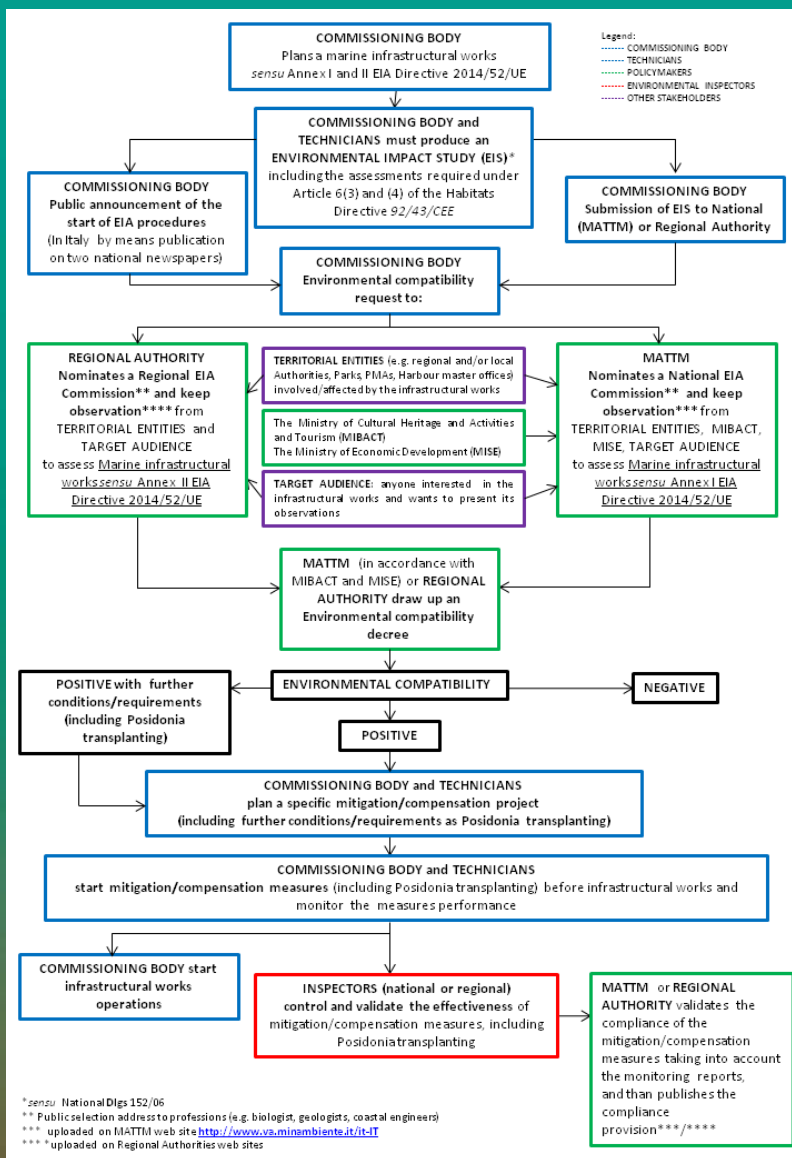 COMMISSIONING BODY
Plans a marine infrastructural works
sensu Annex I and II EIA Directive 2014/52/UE
Legend:
COMMISSIONING BODY
TECHNICIANS
POLICYMAKERS
ENVIRONMENTAL INSPECTORS
OTHER STAKEHOLDERS
COMMISSIONING BODY and
TECHNICIANS must produce an
ENVIRONMENTAL IMPACT STUDY (EIS)*
including the assessments required under
Article 6(3) and (4) of the Habitats
Directive 92/43/CEE
COMMISSIONING BODY
Public announcement of the
start of EIA procedures
(In Italy by means publication
on two national newspapers)
COMMISSIONING BODY
Submission of EIS to National
(MATTM) or Regional Authority
COMMISSIONING BODY
Environmental compatibility
request to:
REGIONAL AUTHORITY
Nominates a Regional EIA
Commission** and keep
observation**** from
TERRITORIAL ENTITIES and
TARGET AUDIENCE
to assess Marine infrastructural
works sensu Annex II EIA
Directive 2014/52/UE
TERRITORIAL ENTITIES (e.g. regional and/or local
Authorities, Parks, PMAs, Harbour master offices)
involved/affected by the infrastructural works
The Ministry of Cultural Heritage and Activities
and Tourism (MIBACT)
The Ministry of Economic Development (MISE)
TARGET AUDIENCE: anyone interested in the
infrastructural works and wants to present its
observations
MATTM
Nominates a National EIA
Commission** and keep
observation*** from
TERRITORIAL ENTITIES, MIBACT,
MISE, TARGET AUDIENCE
to assess Marine infrastructural
works sensu Annex I EIA
Directive 2014/52/UE
MATTM (in accordance with
MIBACT and MISE) or REGIONAL
AUTHORITY draw up an
Environmental compatibility
decree
POSITIVE with further
conditions/requirements
(including Posidonia
transplanting)
ENVIRONMENTAL COMPATIBILITY
NEGATIVE
POSITIVE
COMMISSIONING BODY and TECHNICIANS
plan a specific mitigation/compensation project
(including further conditions/requirements as Posidonia transplanting)
COMMISSIONING BODY and TECHNICIANS
start mitigation/compensation measures (including Posidonia transplanting) before infrastructural works and
monitor the measures performance
COMMISSIONING BODY start
infrastructural works
operations
INSPECTORS (national or regional)
control and validate the effectiveness of
mitigation/compensation measures, including
Posidonia transplanting
MATTM or REGIONAL
AUTHORITY validates the
compliance of the
mitigation/compensation
measures taking into account
the monitoring reports,
and than publishes the
compliance
provision***/****
*sensu National Dlgs 152/06
** Public selection address to professions (e.g. biologist, geologists, coastal engineers)
*** uploaded on MATTM web site http://www.va.minambiente.it/it-IT
*** *uploaded on Regional Authorities web sites